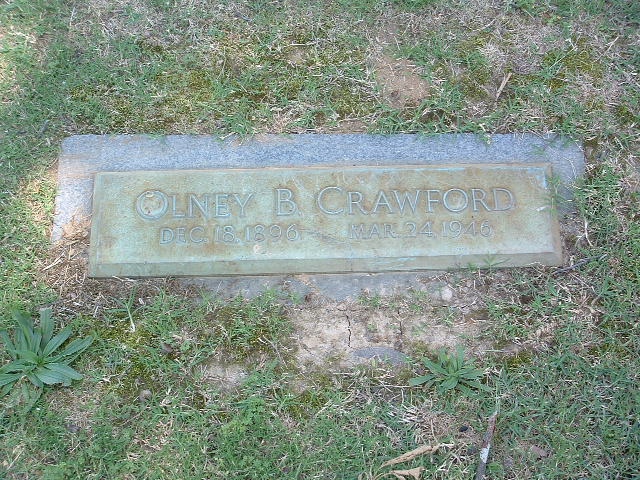 OLNEY B. CRAWFORD
DEC. 18, 1896 MAR. 24, 1946